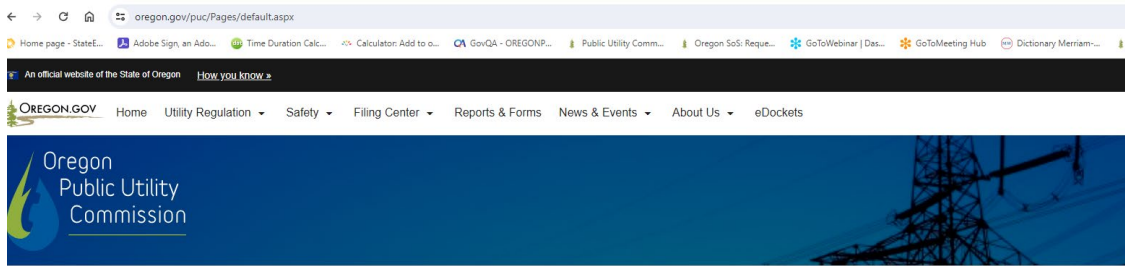 oregon.gov/puc/Pages/default.aspx
Home page - StateE... Adobe Sign, an Ado... Time Duration Calc... Calculator: Add to o... GovQA - OREGONP... Public Utility Comm... Oregon SoS: Reque... GoToWebinar | Das... GoToMeeting Hub Dictionary Merriam-...
An official website of the State of Oregon How you know »
OREGON.GOV Home Utility Regulation Safety Filing Center Reports & Forms News & Events About Us eDockets
Oregon
Public Utility
Commission